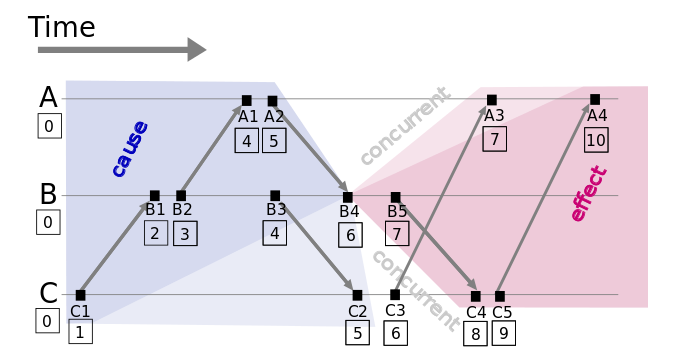 Time
A
0
A1
4
A2
5
A3
7
A4
10
cause
concurrent
effect
B
0
B1
2
B2
3
B3
4
B4
6
B5
7
concurrent
C
0
C1
1
C2
5
C3
6
C4
8
C5
9